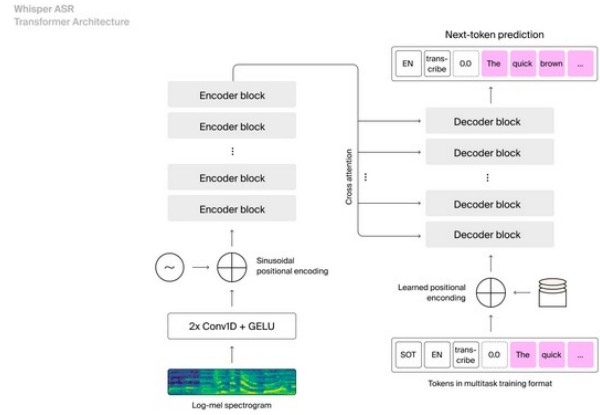 Whisper ASR
Transformer Architecture
Next-token prediction
EN
trans-
cribe
0.0
The
quick
brown
...
Encoder block
Encoder block
...
Encoder block
Encoder block
Cross attention
...
Decoder block
Decoder block
...
Decoder block
Decoder block
~
Sinusoidal
positional encoding
Learned positional
enconding
2x Conv1D + GELU
SOT
EN
trans-
cribe
0.0
The
quick
...
Log-mel spectrogram
Tokens in multitask training format